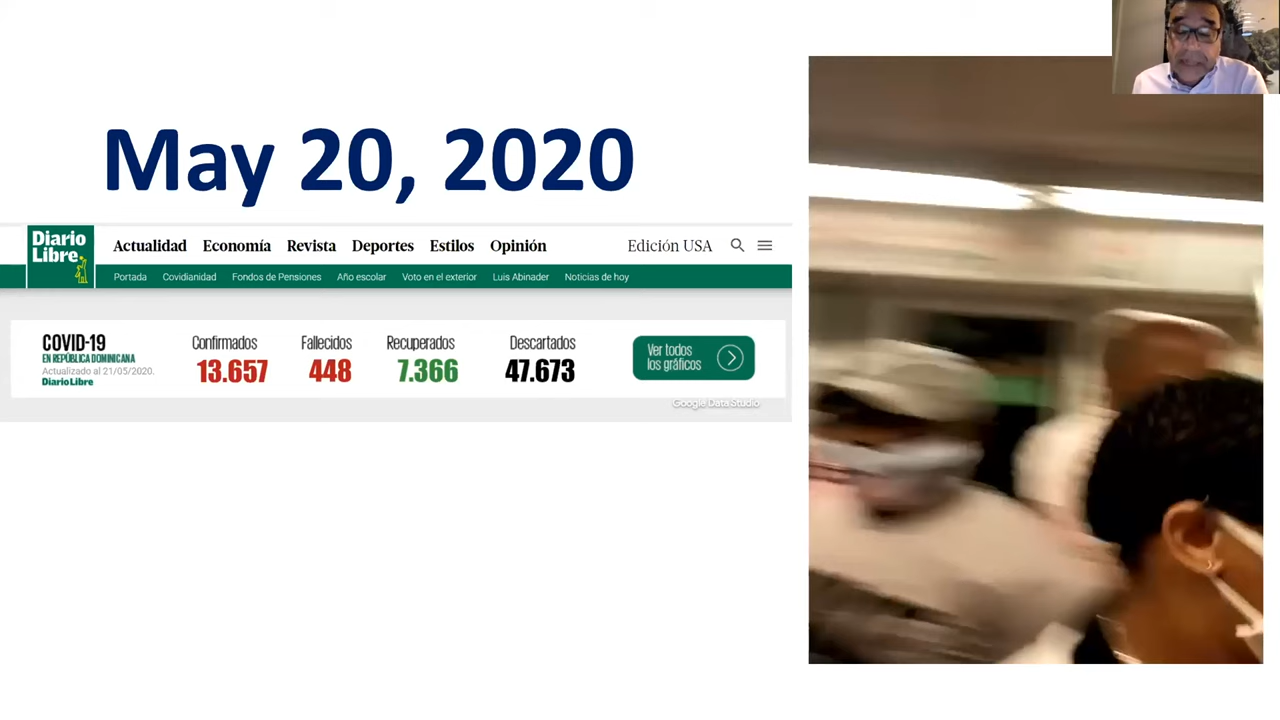 May 20, 2020
Diario
Libre
Actualidad Economía Revista Deportes Estilos Opinión Edición USA
Portada Covidianidad Fondos de Pensiones Año escolar Voto en el exterior Luis Abinader Noticias de hoy
COVID-19
EN REPÚBLICA DOMINICANA
Actualizado al 21/05/2020.
Diario Libre
Confirmados Fallecidos Recuperados Descartados
13.657 448 7.366 47.673
Ver todos
los gráficos
Google Data Studio